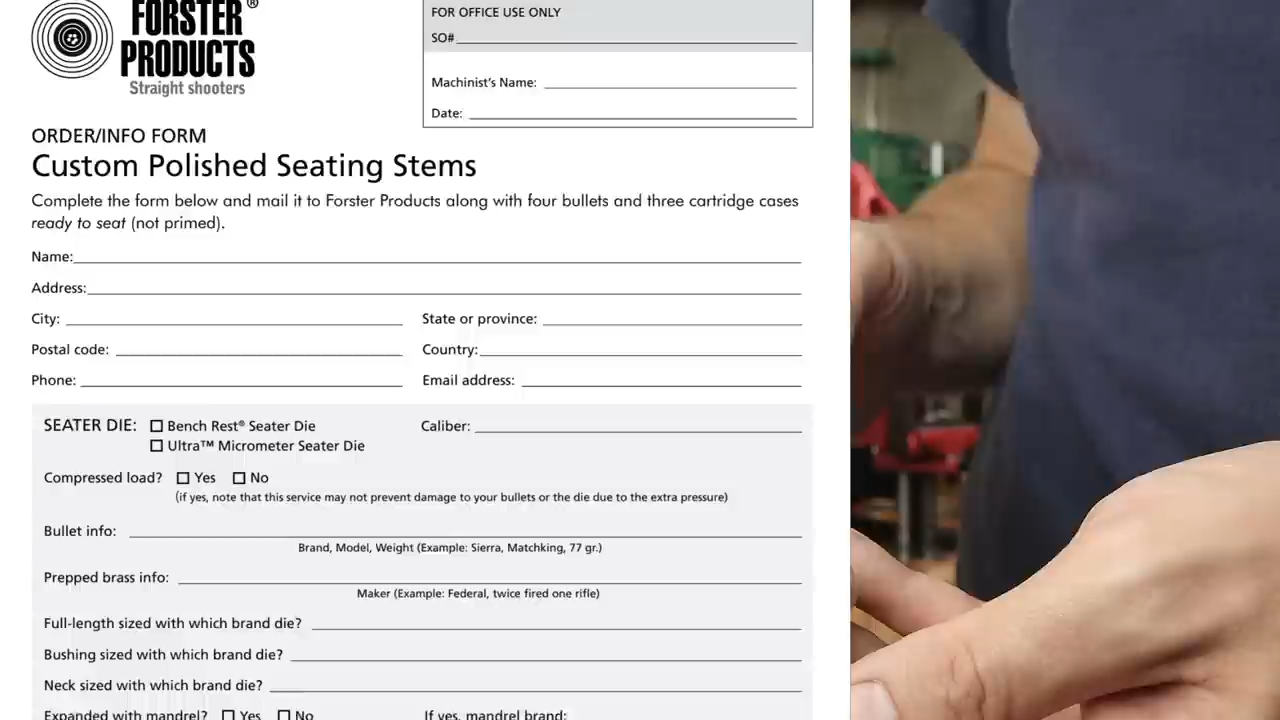 FORSTER®
PRODUCTS
Straight shooters
FOR OFFICE USE ONLY
SO#
Machinist's Name:
Date:
ORDER/INFO FORM
Custom Polished Seating Stems
Complete the form below and mail it to Forster Products along with four bullets and three cartridge cases
ready to seat (not primed).
Name:
Address:
City:
State or province:
Postal code:
Country:
Phone:
Email address:
SEATER DIE: Bench Rest® Seater Die
Ultra™ Micrometer Seater Die
Caliber:
Compressed load? Yes No
(if yes, note that this service may not prevent damage to your bullets or the die due to the extra pressure)
Bullet info:
Brand, Model, Weight (Example: Sierra, Matchking, 77 gr.)
Prepped brass info:
Maker (Example: Federal, twice fired one rifle)
Full-length sized with which brand die?
Bushing sized with which brand die?
Neck sized with which brand die?
Expanded with mandrel? Yes No If yes, mandrel brand: